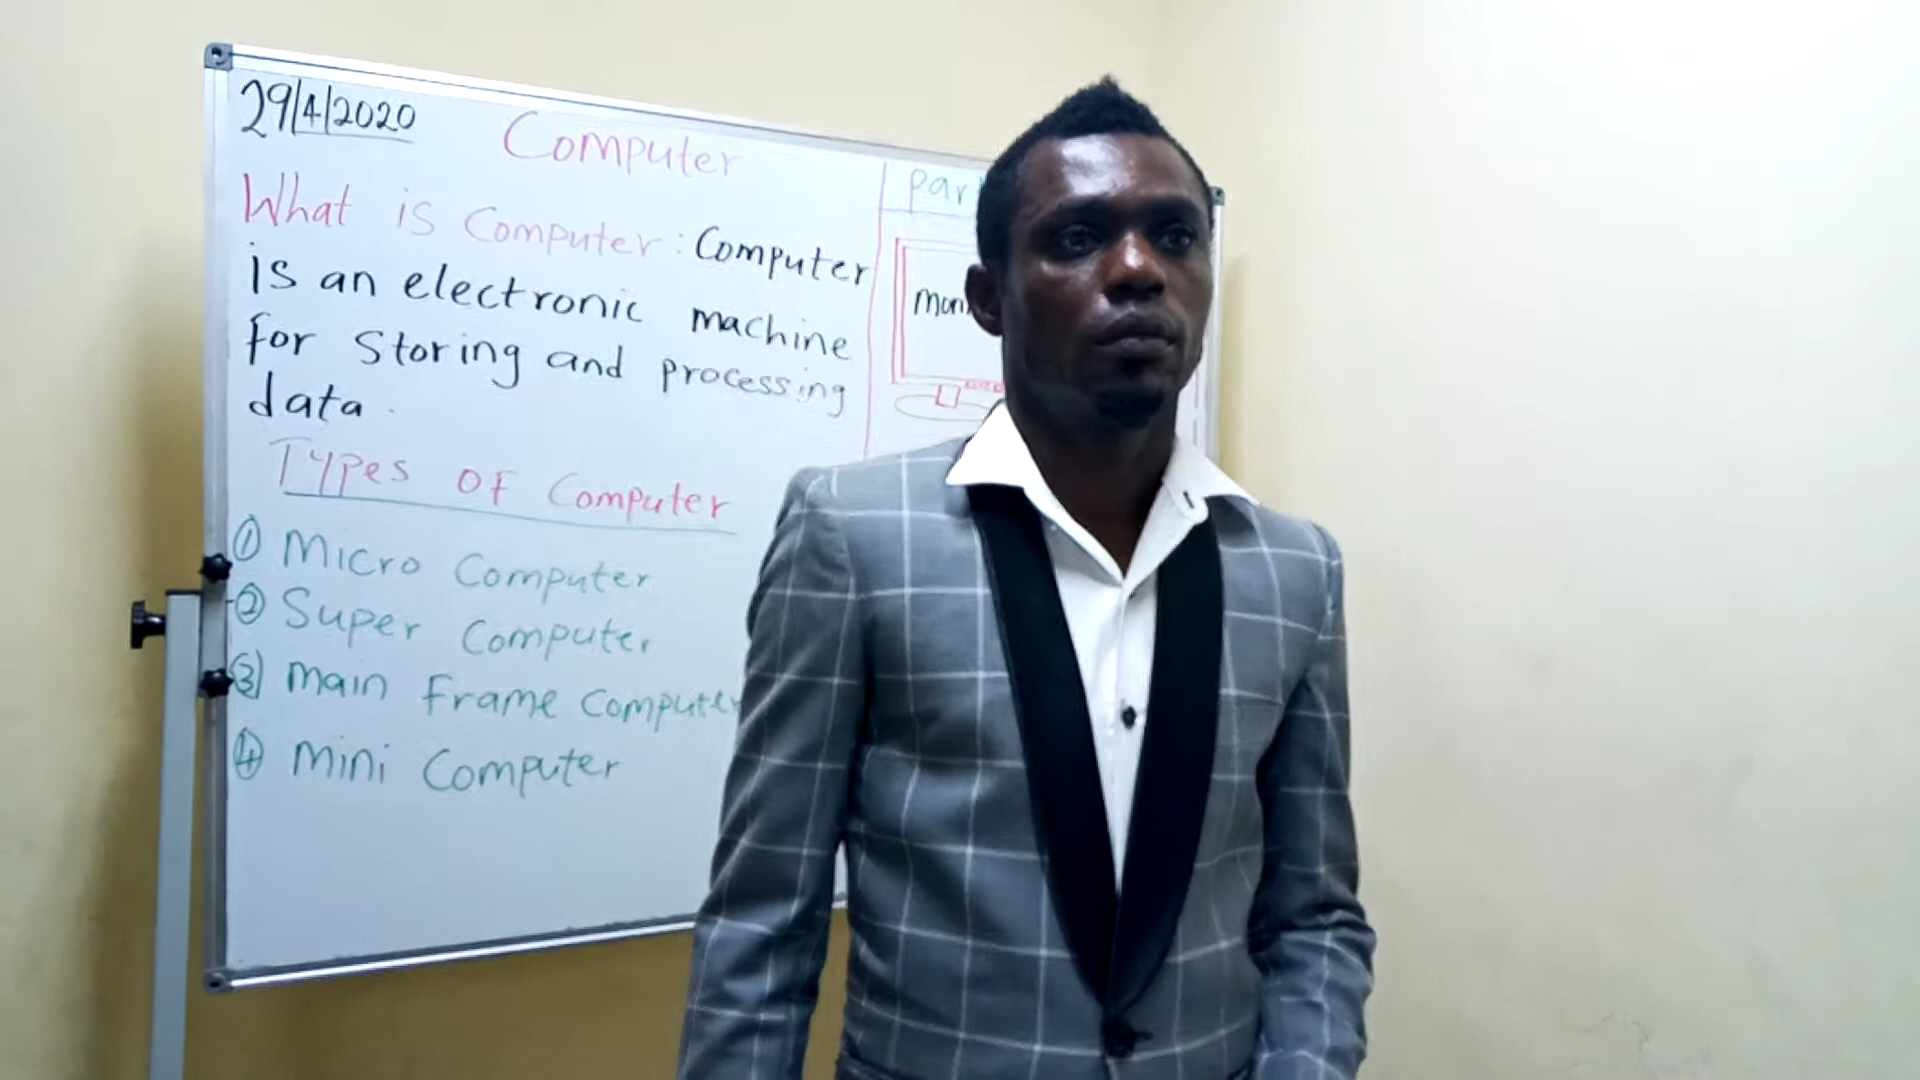 29/4/2020
Computer
What is Computer: Computer
is an electronic machine
for storing and processing
data.
Types of Computer
① Micro Computer
② Super Computer
③ Main Frame Computer
④ Mini Computer